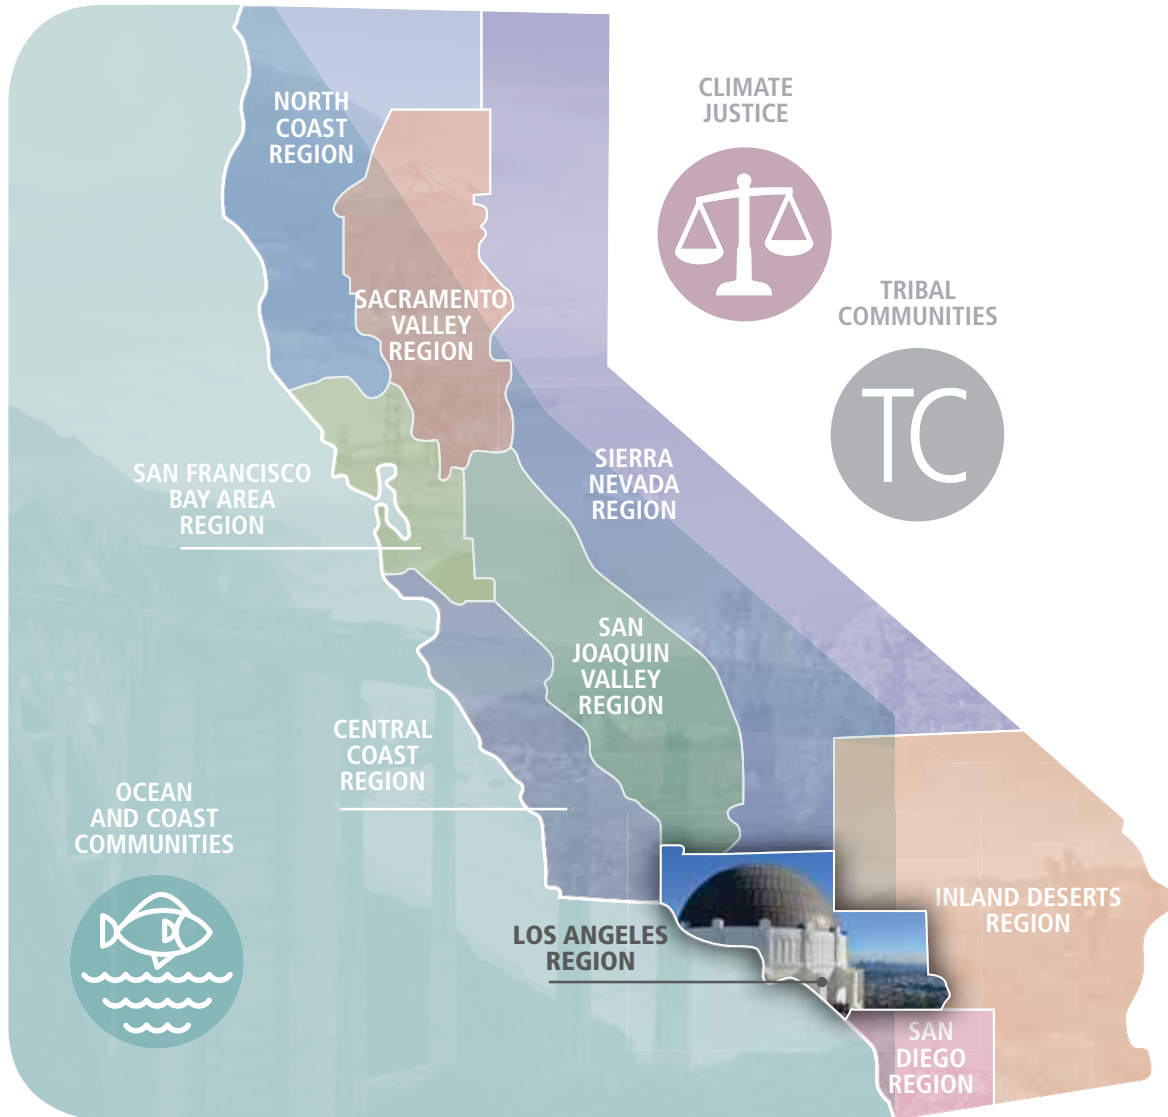 NORTH
COAST
REGION
CLIMATE
JUSTICE
SACRAMENTO
VALLEY
REGION
TRIBAL
COMMUNITIES
TC
SAN FRANCISCO
BAY AREA
REGION
SIERRA
NEVADA
REGION
SAN
JOAQUIN
VALLEY
REGION
CENTRAL
COAST
REGION
OCEAN
AND COAST
COMMUNITIES
INLAND DESERTS
REGION
LOS ANGELES
REGION
SAN
DIEGO
REGION